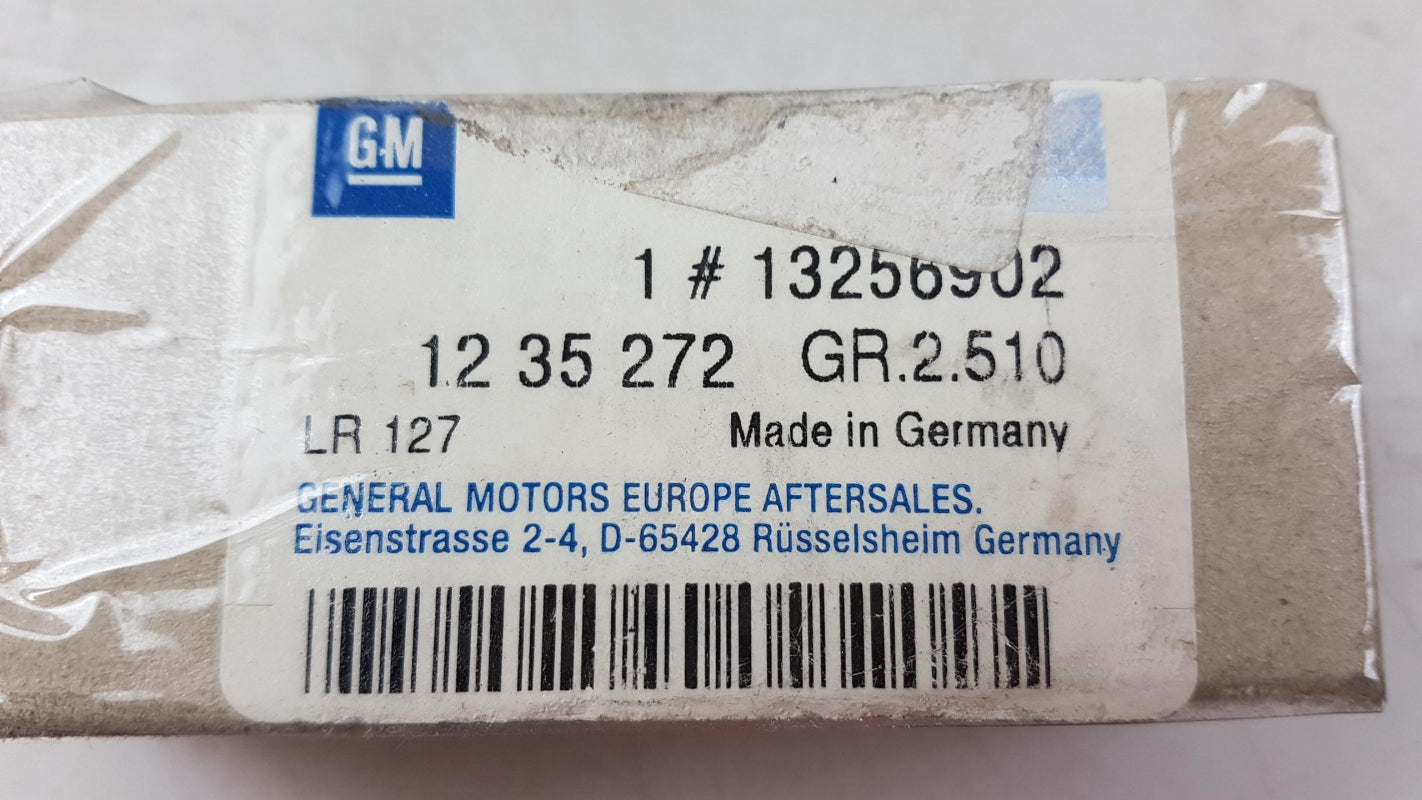 GM
1 # 13256902
12 35 272 GR.2.510
LR 127 Made in Germany
GENERAL MOTORS EUROPE AFTERSALES.
Eisenstrasse 2-4, D-65428 Rüsselsheim Germany